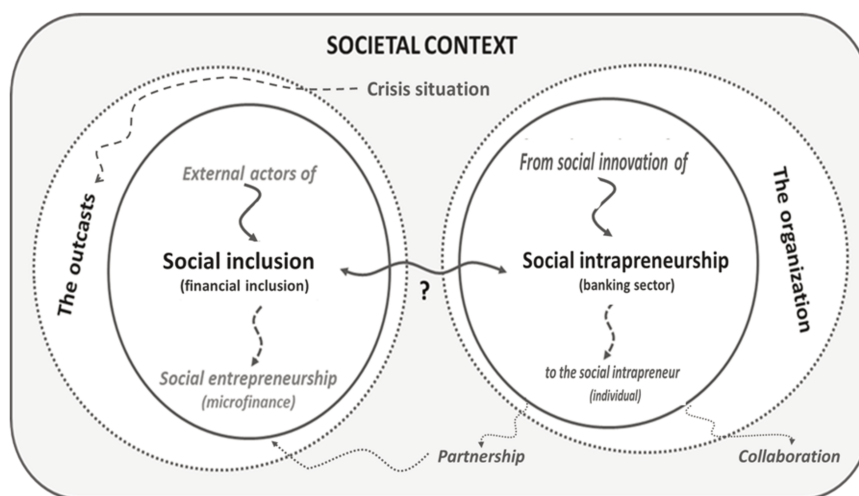 SOCIETAL CONTEXT
Crisis situation
The outcasts
External actors of
Social inclusion
(financial inclusion)
Social entrepreneurship
(microfinance)
?
From social innovation of
Social intrapreneurship
(banking sector)
to the social intrapreneur
(individual)
The organization
Partnership
Collaboration